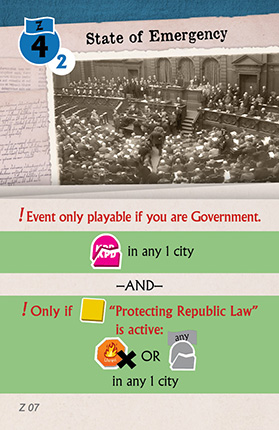 Z
4
2
State of Emergency
! Event only playable if you are Government.
KPD in any 1 city
–AND–
! Only if "Protecting Republic Law"
is active:
any
OR
in any 1 city
Z 07